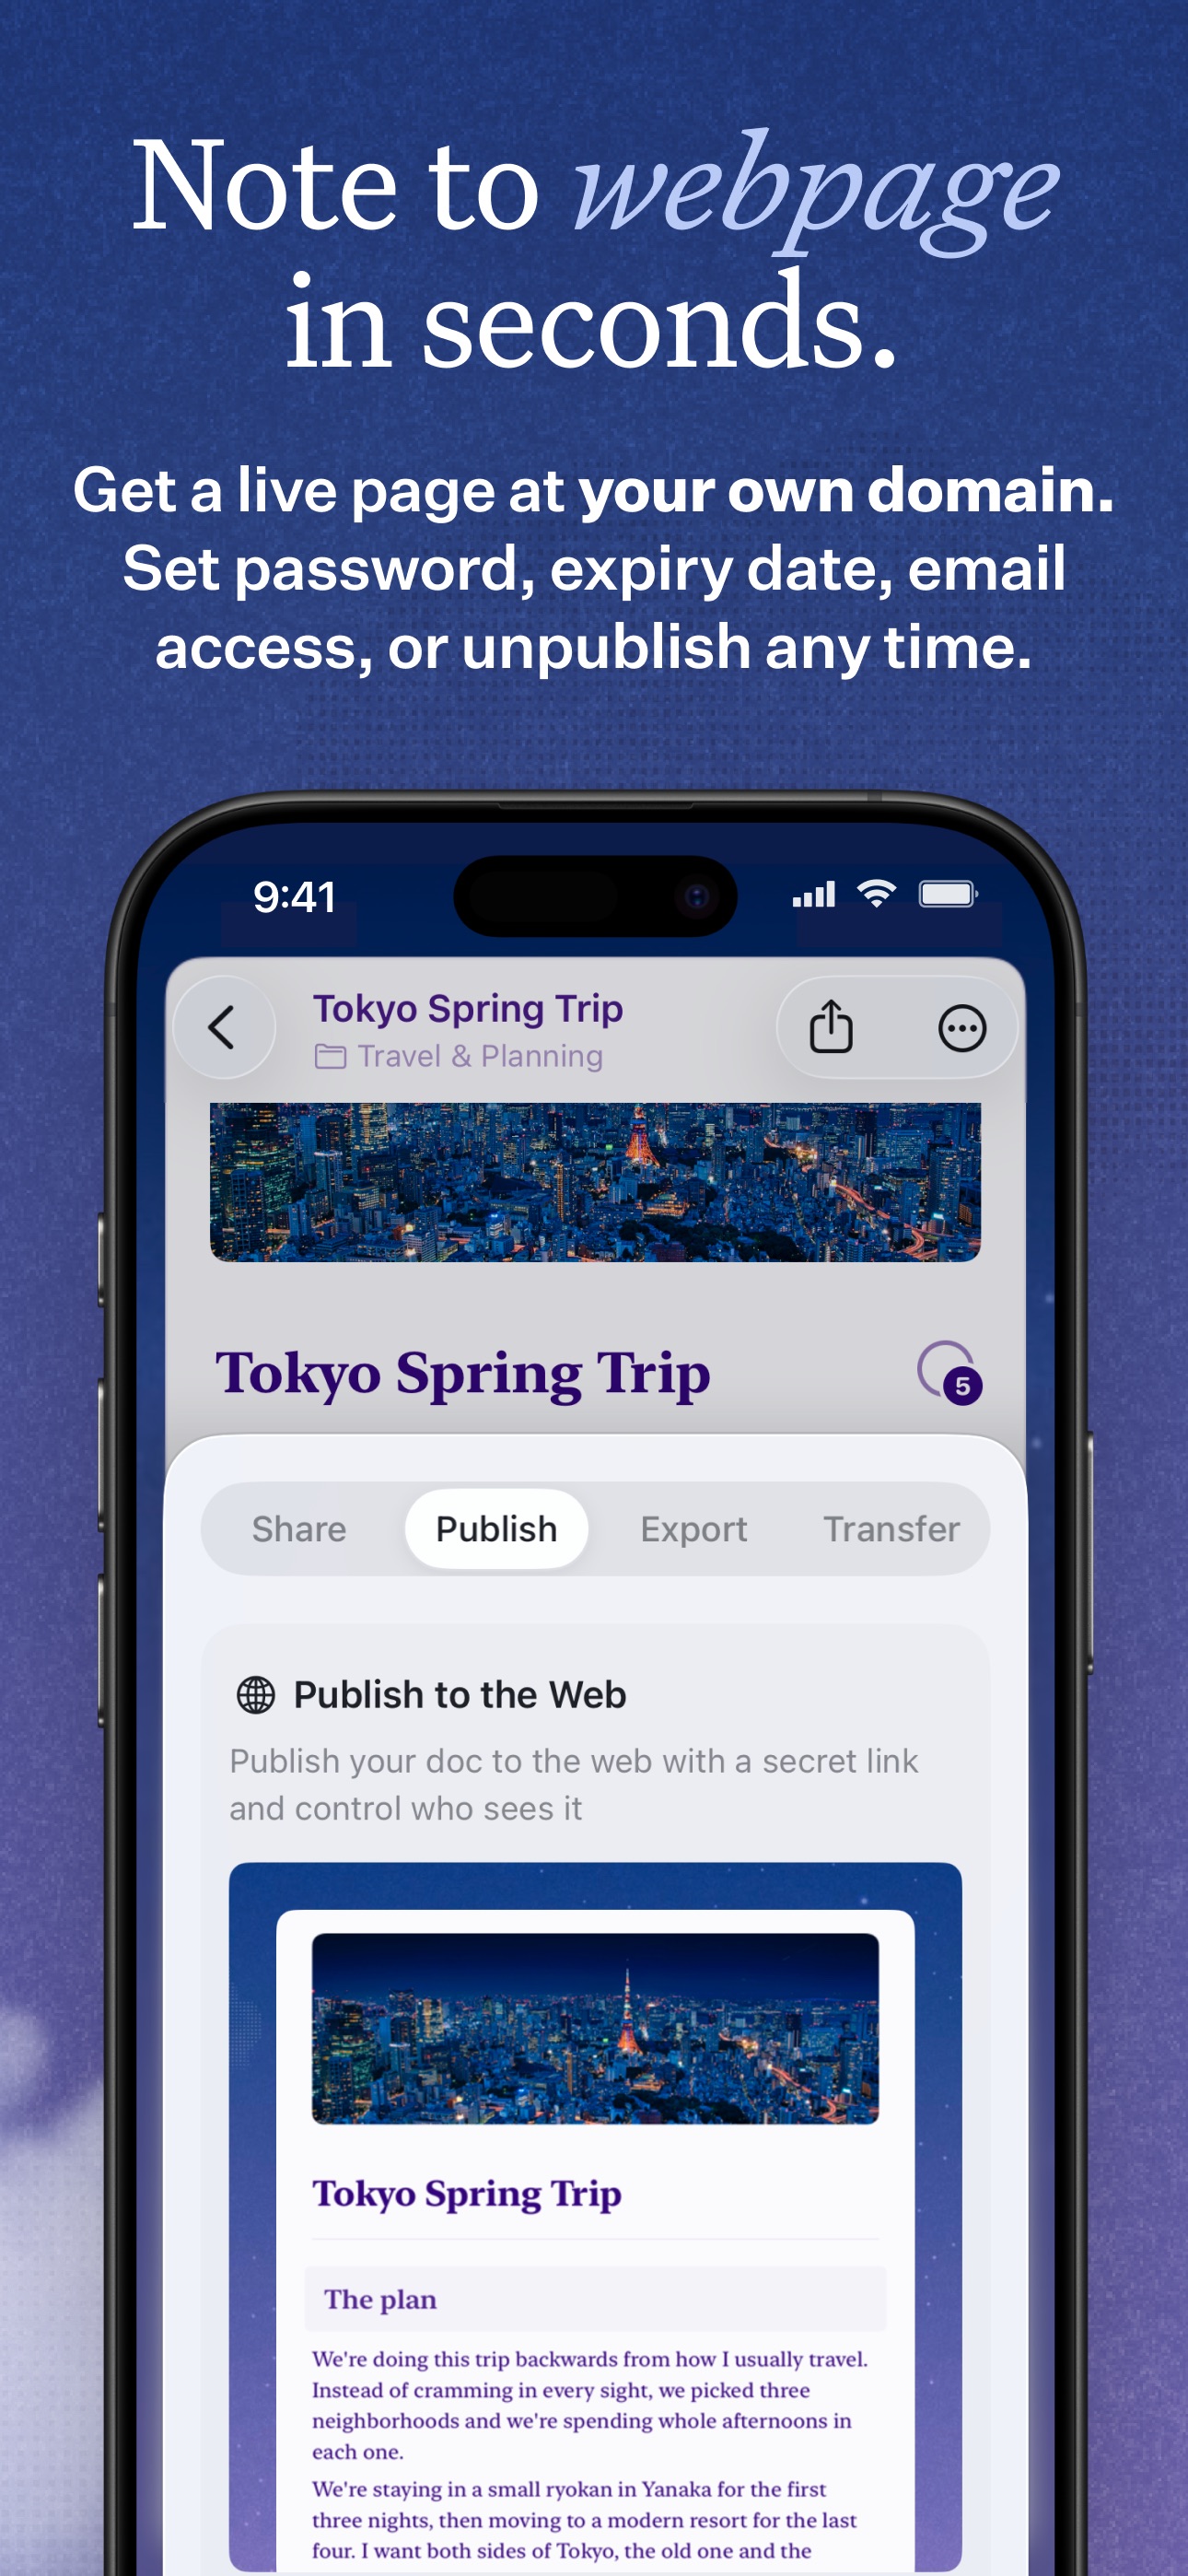 Note to webpage
in seconds.
Get a live page at your own domain.
Set password, expiry date, email
access, or unpublish any time.
9:41
Tokyo Spring Trip
Travel & Planning
Tokyo Spring Trip
5
Share Publish Export Transfer
Publish to the Web
Publish your doc to the web with a secret link
and control who sees it
Tokyo Spring Trip
The plan
We're doing this trip backwards from how I usually travel.
Instead of cramming in every sight, we picked three
neighborhoods and we're spending whole afternoons in
each one.
We're staying in a small ryokan in Yanaka for the first
three nights, then moving to a modern resort for the last
four. I want both sides of Tokyo, the old one and the